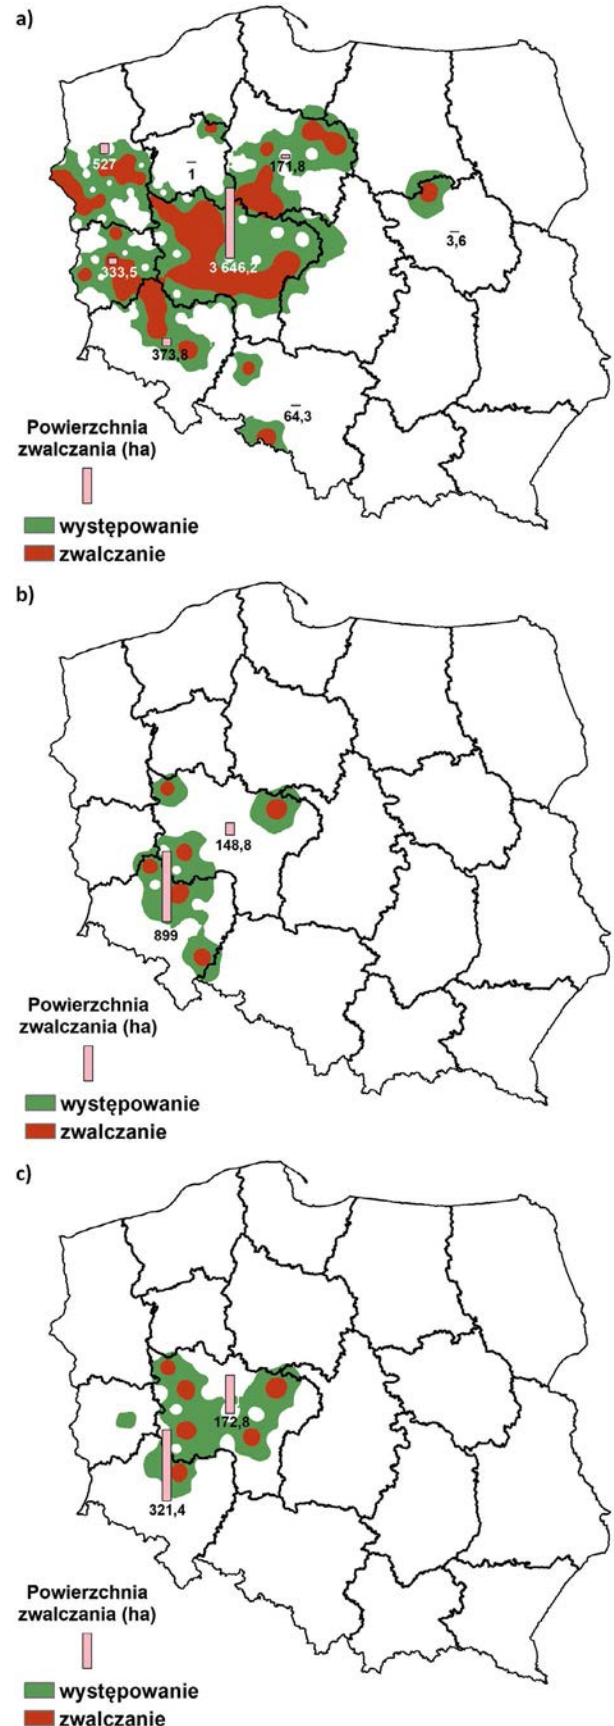 a)
527
1
171,8
3,6
3 646,2
333,5
373,8
64,3
Powierzchnia
zwalczania (ha)
występowanie
zwalczanie
b)
148,8
899
Powierzchnia
zwalczania (ha)
występowanie
zwalczanie
c)
172,8
321,4
Powierzchnia
zwalczania (ha)
występowanie
zwalczanie